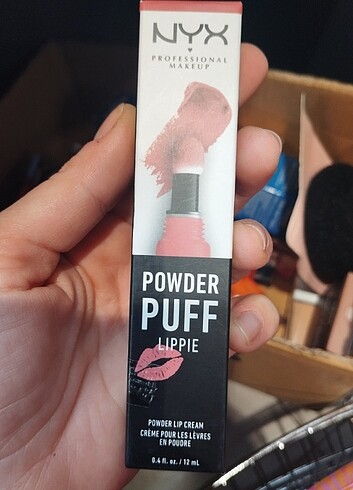 NYX
PROFESSIONAL
MAKEUP
POWDER
PUFF
LIPPIE
POWDER LIP CREAM
CRÈME POUR LES LÈVRES
EN POUDRE
0.4 fl. oz. / 12 mL